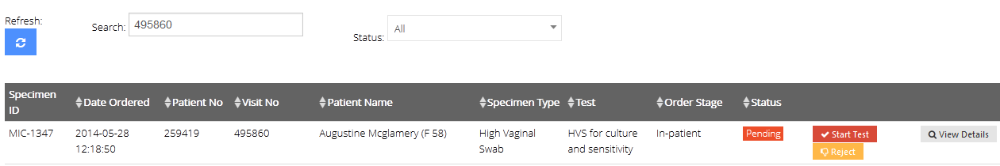 Refresh:
Search: 495860
Status: All
Specimen ID Date Ordered Patient No Visit No Patient Name Specimen Type Test Order Stage Status
MIC-1347 2014-05-28 259419 495860 Augustine Mcglamery (F 58) High Vaginal HVS for culture In-patient Pending Start Test View Details
12:18:50 Swab and sensitivity Reject